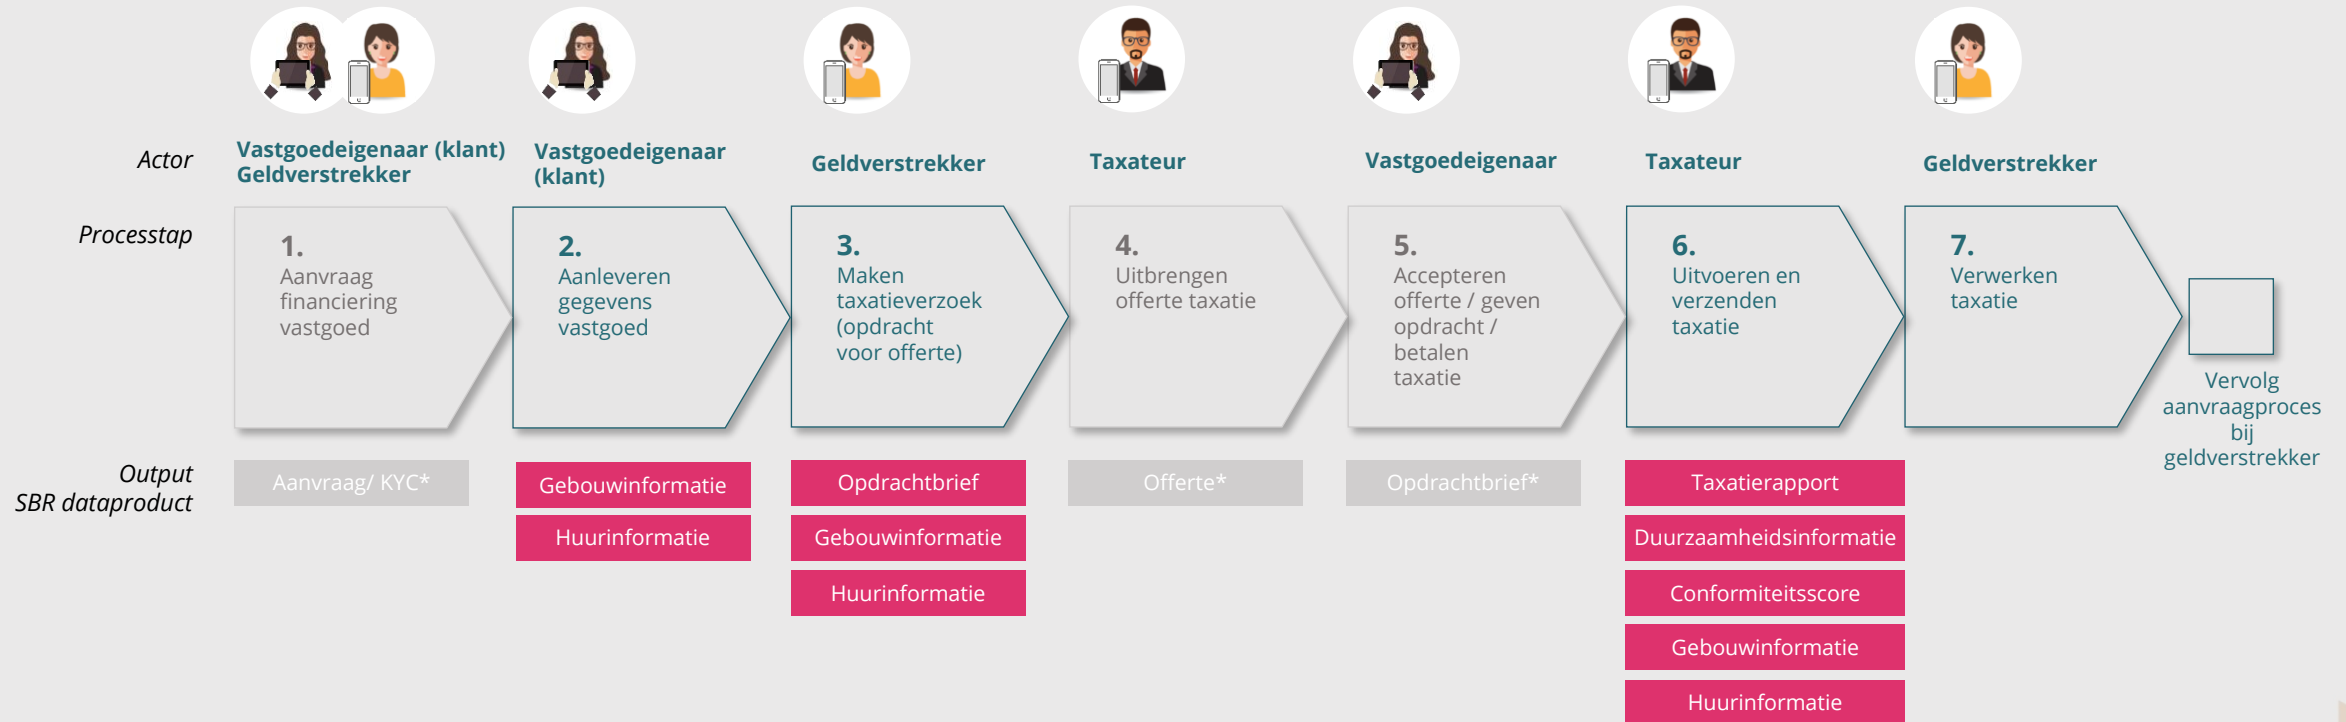 Actor
Vastgoedeigenaar (klant)
Geldverstrekker
Vastgoedeigenaar
(klant)
Geldverstrekker
Taxateur
Vastgoedeigenaar
Taxateur
Geldverstrekker
Processtap
1.
Aanvraag
financiering
vastgoed
2.
Aanleveren
gegevens
vastgoed
3.
Maken
taxatieverzoek
(opdracht
voor offerte)
4.
Uitbrengen
offerte taxatie
5.
Accepteren
offerte / geven
opdracht /
betalen
taxatie
6.
Uitvoeren en
verzenden
taxatie
7.
Verwerken
taxatie
Vervolg
aanvraagproces
bij
geldverstrekker
Output
SBR dataproduct
Aanvraag/ KYC*
Gebouwinformatie
Huurinformatie
Opdrachtbrief
Gebouwinformatie
Huurinformatie
Offerte*
Opdrachtbrief*
Taxatierapport
Duurzaamheidsinformatie
Conformiteitsscore
Gebouwinformatie
Huurinformatie